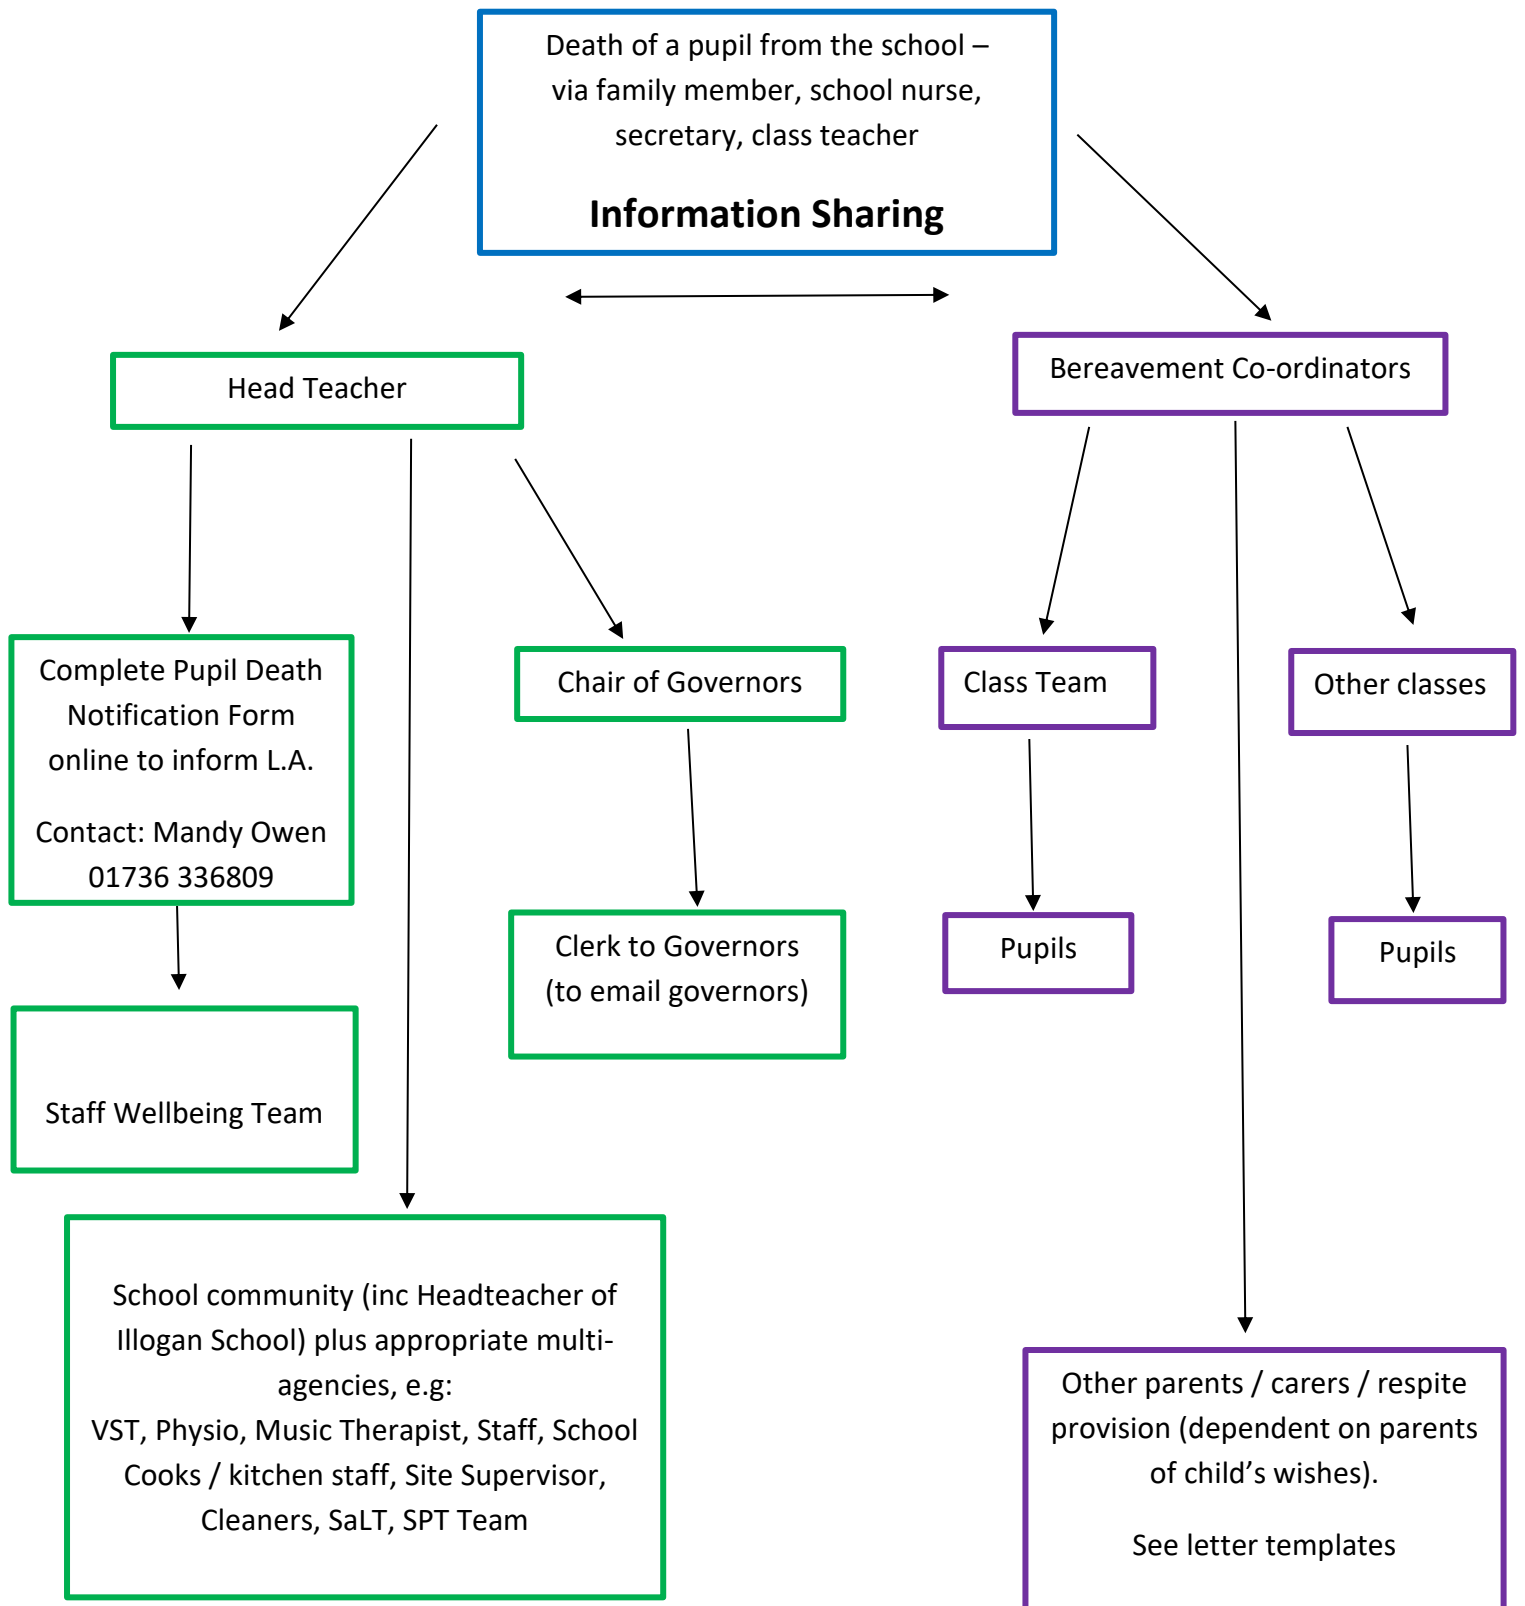 Death of a pupil from the school –
via family member, school nurse,
secretary, class teacher
Information Sharing
Head Teacher
Bereavement Co-ordinators
Complete Pupil Death
Notification Form
online to inform L.A.
Contact: Mandy Owen
01736 336809
Chair of Governors
Class Team
Other classes
Clerk to Governors
(to email governors)
Pupils
Pupils
Staff Wellbeing Team
School community (inc Headteacher of
Illogan School) plus appropriate multi-
agencies, e.g:
VST, Physio, Music Therapist, Staff, School
Cooks / kitchen staff, Site Supervisor,
Cleaners, SaLT, SPT Team
Other parents / carers / respite
provision (dependent on parents
of child’s wishes).
See letter templates